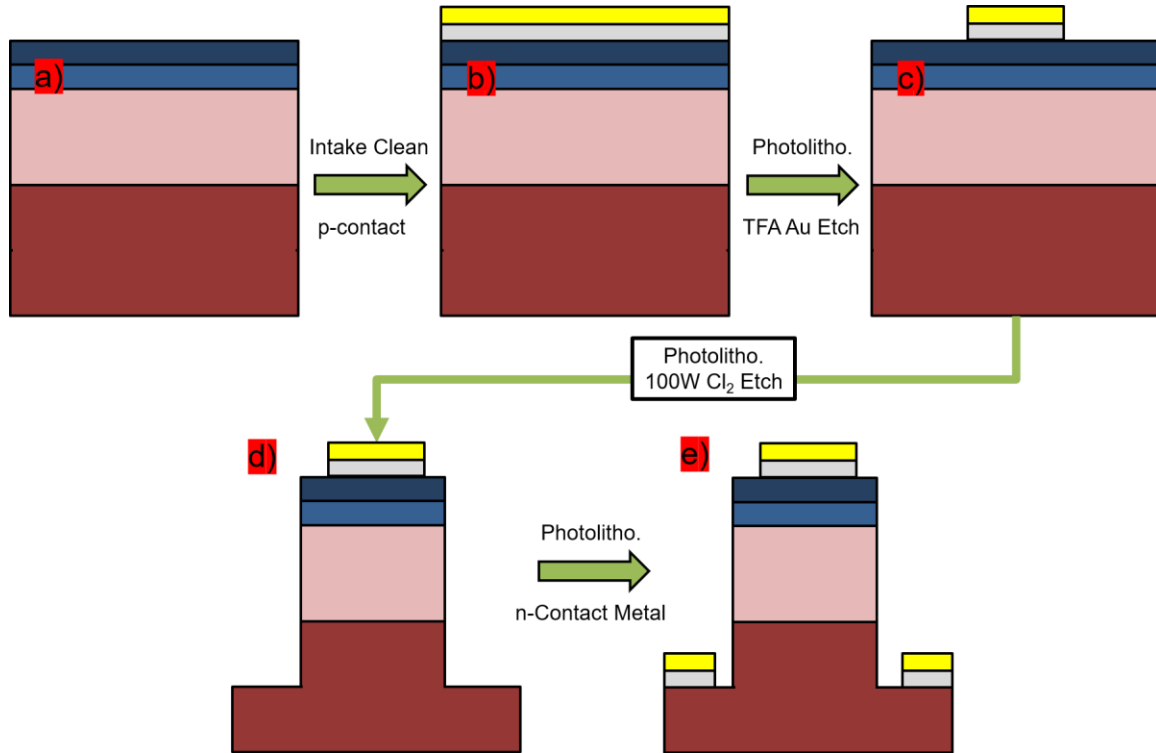 a)
b)
c)
Intake Clean
p-contact
Photolitho.
TFA Au Etch
Photolitho.
100W Cl₂ Etch
d)
e)
Photolitho.
n-Contact Metal